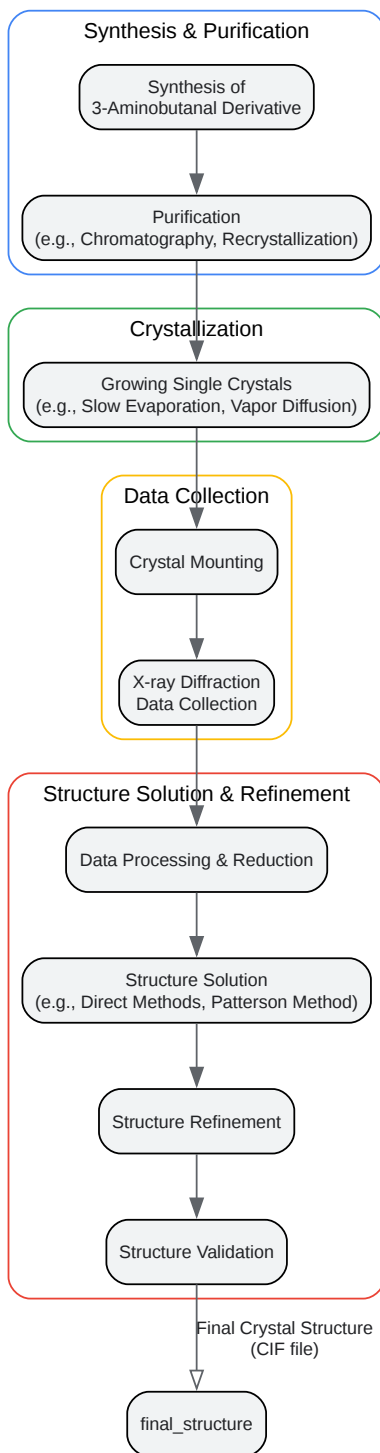 Synthesis & Purification
Synthesis of
3-Aminobutanal Derivative
Purification
(e.g., Chromatography, Recrystallization)
Crystallization
Growing Single Crystals
(e.g., Slow Evaporation, Vapor Diffusion)
Data Collection
Crystal Mounting
X-ray Diffraction
Data Collection
Structure Solution & Refinement
Data Processing & Reduction
Structure Solution
(e.g., Direct Methods, Patterson Method)
Structure Refinement
Structure Validation
Final Crystal Structure
(CIF file)
final_structure